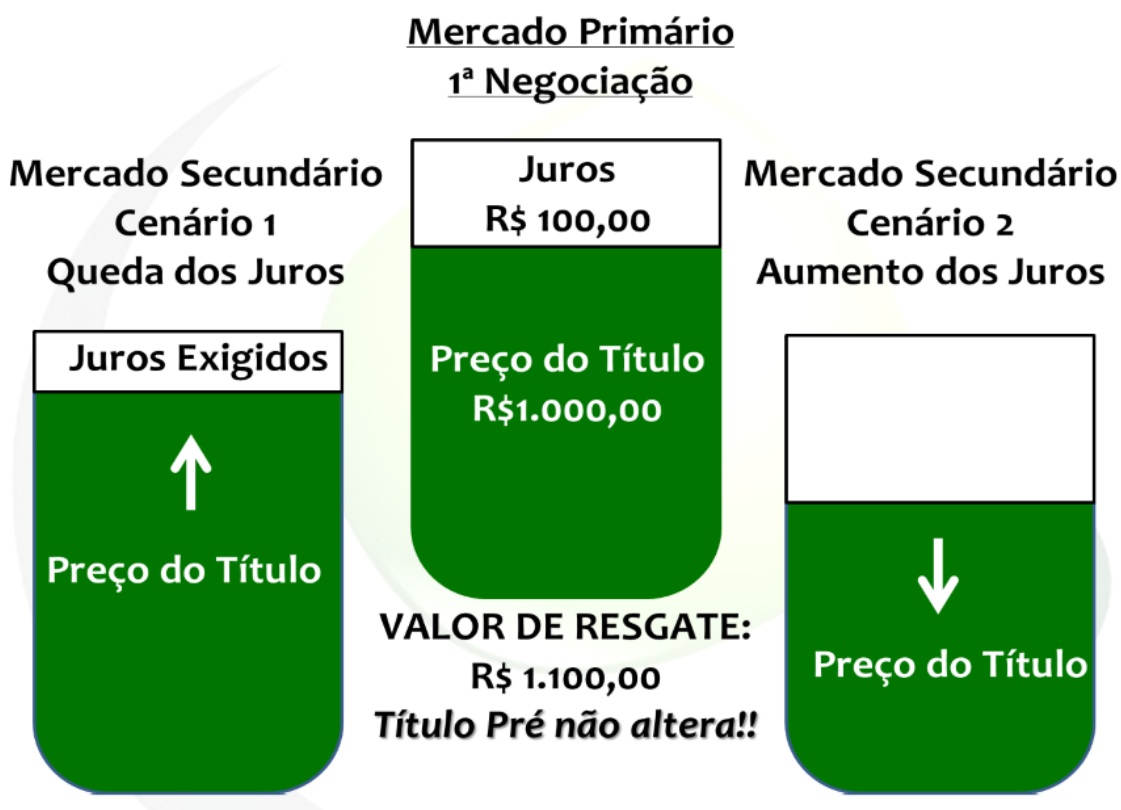 Mercado Primário
1ª Negociação
Mercado Secundário
Cenário 1
Queda dos Juros
Juros Exigidos
Preço do Título
Juros
R$ 100,00
Preço do Título
R$1.000,00
VALOR DE RESGATE:
R$ 1.100,00
Título Pré não altera!!
Mercado Secundário
Cenário 2
Aumento dos Juros
Preço do Título